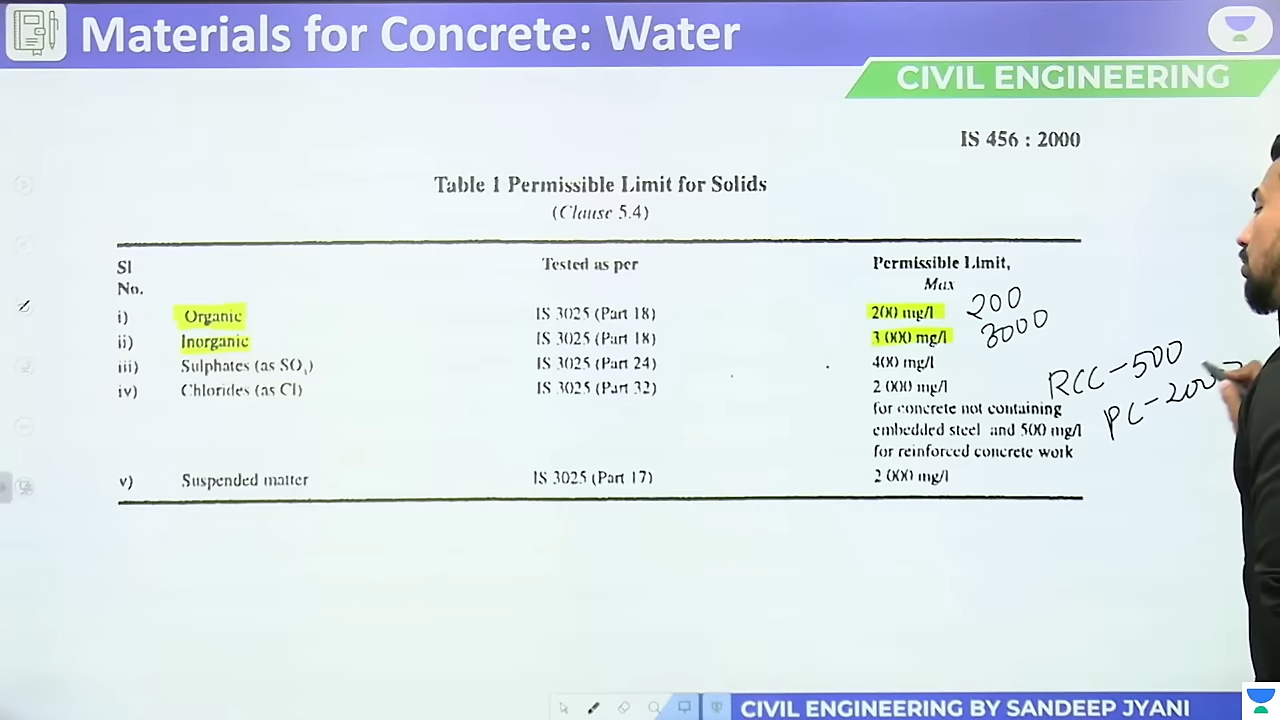 Materials for Concrete: Water
CIVIL ENGINEERING
IS 456 : 2000
Table 1 Permissible Limit for Solids
(Clause 5.4)
Sl No. Tested as per Permissible Limit, Max
i) Organic IS 3025 (Part 18) 200 mg/l 200
ii) Inorganic IS 3025 (Part 18) 3 000 mg/l 3000
iii) Sulphates (as SO₃) IS 3025 (Part 24) 400 mg/l
iv) Chlorides (as Cl) IS 3025 (Part 32) 2 000 mg/l
for concrete not containing
embedded steel and 500 mg/l
for reinforced concrete work
RCC-500
PC-2000
v) Suspended matter IS 3025 (Part 17) 2 000 mg/l
CIVIL ENGINEERING BY SANDEEP JYANI